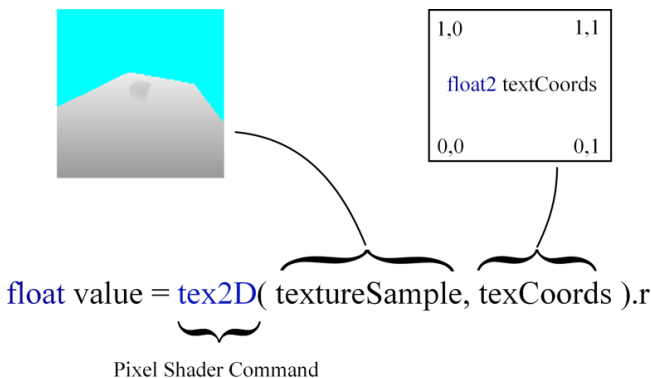 1,0 1,1
float2 textCoords
0,0 0,1
float value = tex2D( textureSample, texCoords ).r
Pixel Shader Command